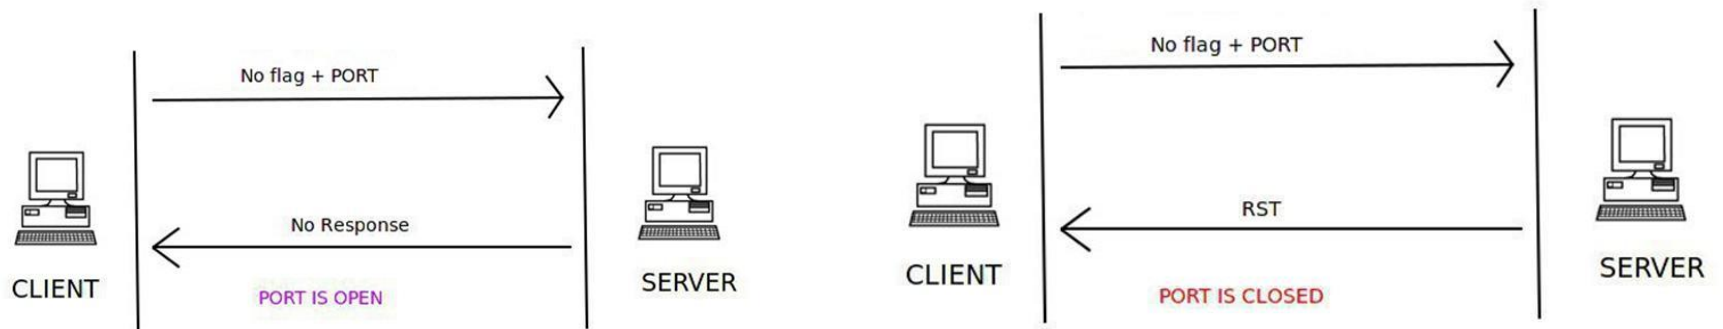 No flag + PORT
No Response
CLIENT
SERVER
PORT IS OPEN
No flag + PORT
RST
CLIENT
SERVER
PORT IS CLOSED